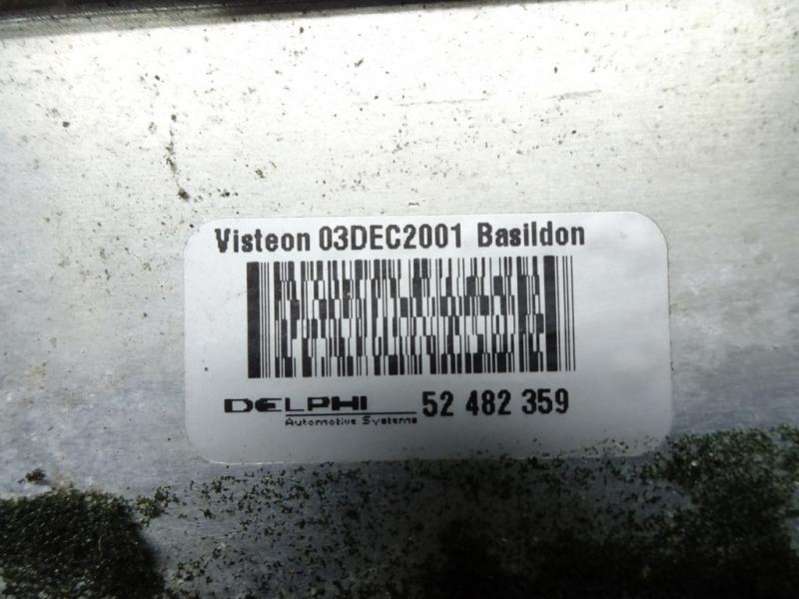 Visteon 03DEC2001 Basildon
DELPHI 52 482 359
Automotive Systems